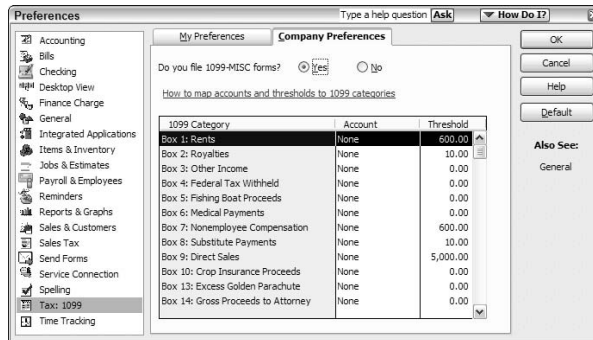 Preferences
Type a help question Ask How Do I?
Accounting
Bills
Checking
Desktop View
Finance Charge
General
Integrated Applications
Items & Inventory
Jobs & Estimates
Payroll & Employees
Reminders
Reports & Graphs
Sales & Customers
Sales Tax
Send Forms
Service Connection
Spelling
Tax: 1099
Time Tracking
My Preferences Company Preferences
Do you file 1099-MISC forms? Yes No
How to map accounts and thresholds to 1099 categories
1099 Category Account Threshold
Box 1: Rents None 600.00
Box 2: Royalties None 10.00
Box 3: Other Income None 0.00
Box 4: Federal Tax Withheld None 0.00
Box 5: Fishing Boat Proceeds None 0.00
Box 6: Medical Payments None 0.00
Box 7: Nonemployee Compensation None 600.00
Box 8: Substitute Payments None 10.00
Box 9: Direct Sales None 5,000.00
Box 10: Crop Insurance Proceeds None 0.00
Box 13: Excess Golden Parachute None 0.00
Box 14: Gross Proceeds to Attorney None 0.00
OK
Cancel
Help
Default
Also See:
General